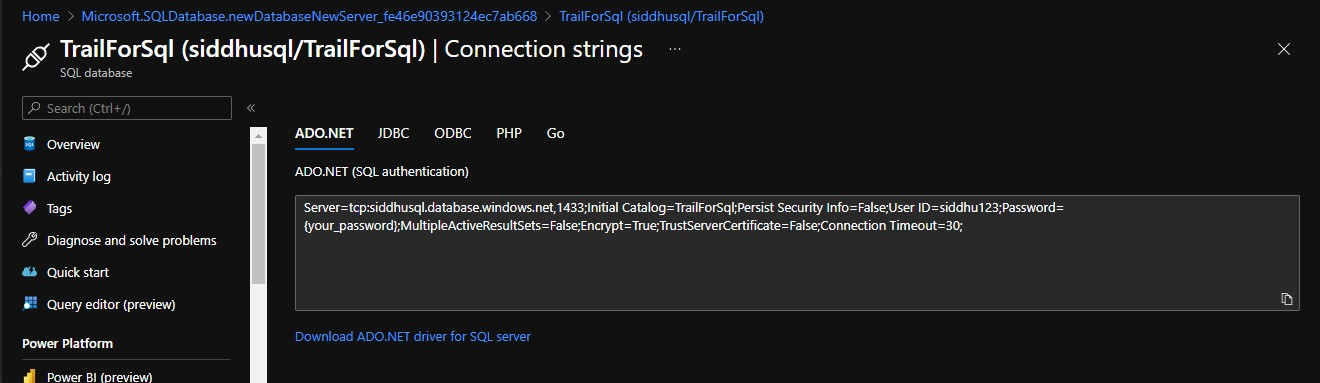 Home > Microsoft.SQLDatabase.newDatabaseNewServer_fe46e90393124ec7ab668 > TrailForSql (siddhusql/TrailForSql)
TrailForSql (siddhusql/TrailForSql) | Connection strings ...
SQL database
Search (Ctrl+/)
Overview
Activity log
Tags
Diagnose and solve problems
Quick start
Query editor (preview)
Power Platform
Power BI (preview)
ADO.NET JDBC ODBC PHP Go
ADO.NET (SQL authentication)
Server=tcp:siddhusql.database.windows.net,1433;Initial Catalog=TrailForSql;Persist Security Info=False;User ID=siddhu123;Password=
{your_password};MultipleActiveResultSets=False;Encrypt=True;TrustServerCertificate=False;Connection Timeout=30;
Download ADO.NET driver for SQL server